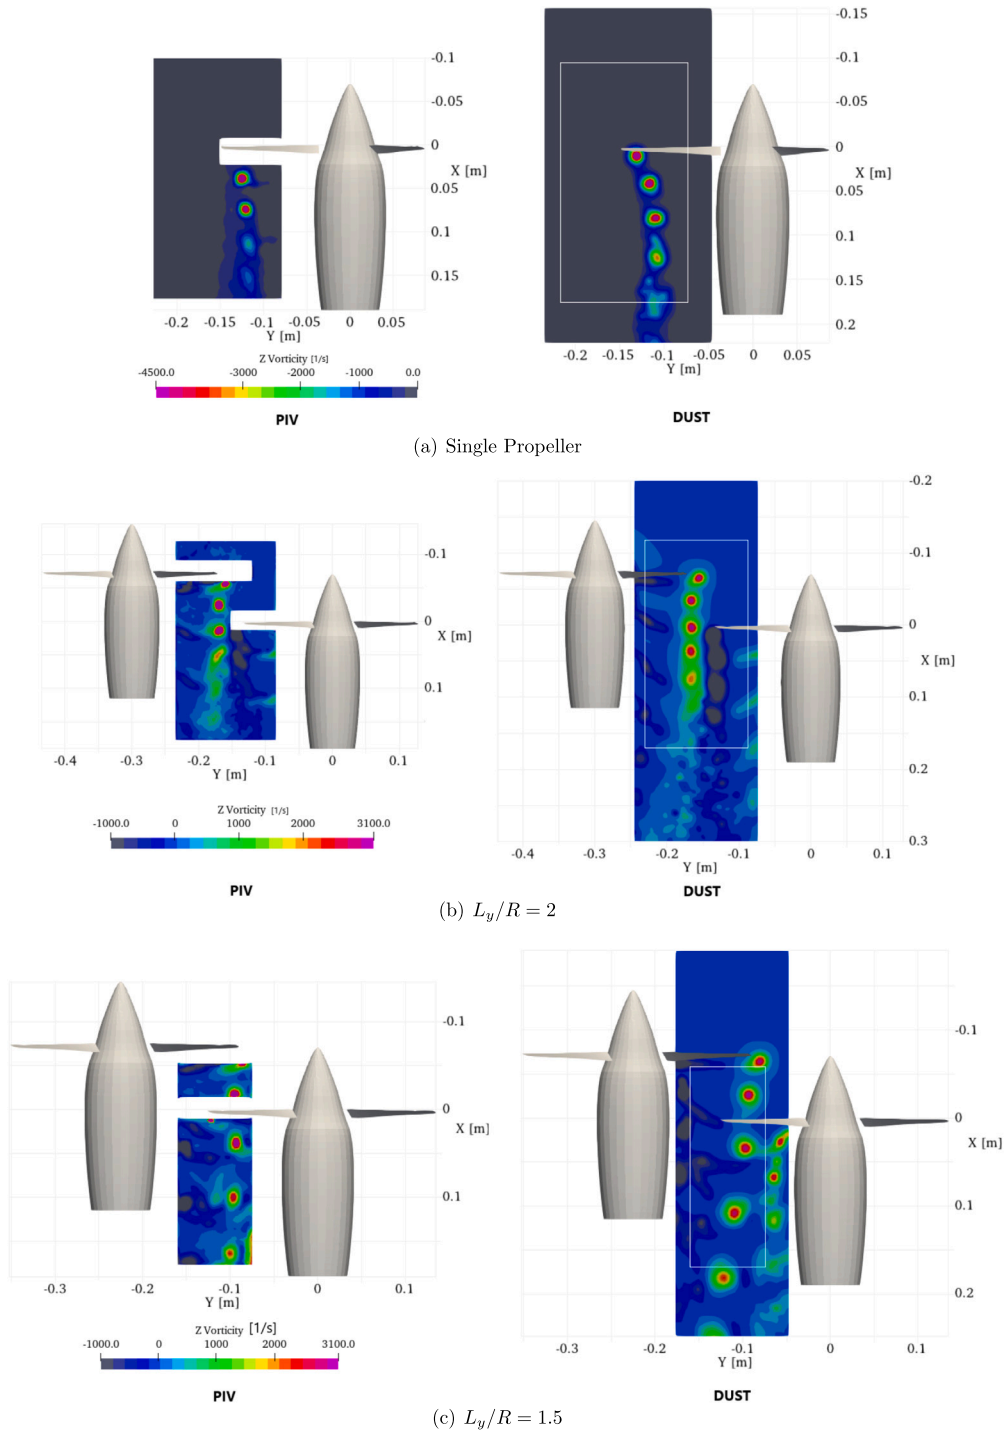 -0.15
-0.1
-0.1
-0.05
-0.05
0
0
X [m]
X [m]
0.05
0.05
0.1
0.1
0.15
0.15
0.2
-0.2 -0.15 -0.1 -0.05 0 0.05
Y [m]
-0.2 -0.15 -0.1 -0.05 0 0.05
Y [m]
Z Vorticity [1/s]
-4500.0 -3000 -2000 -1000 0.0
PIV
DUST
(a) Single Propeller
-0.2
-0.1
-0.1
0
0
X [m]
X [m]
0.1
0.1
0.2
0.3
-0.4 -0.3 -0.2 -0.1 0 0.1
Y [m]
-0.4 -0.3 -0.2 -0.1 0 0.1
Y [m]
Z Vorticity [1/s]
-1000.0 0 1000 2000 3100.0
PIV
DUST
(b) Ly/R = 2
-0.1
-0.1
0
0
X [m]
X [m]
0.1
0.1
0.2
-0.3 -0.2 -0.1 0 0.1
Y [m]
-0.3 -0.2 -0.1 0 0.1
Y [m]
Z Vorticity [1/s]
-1000.0 0 1000 2000 3100.0
PIV
DUST
(c) Ly/R = 1.5